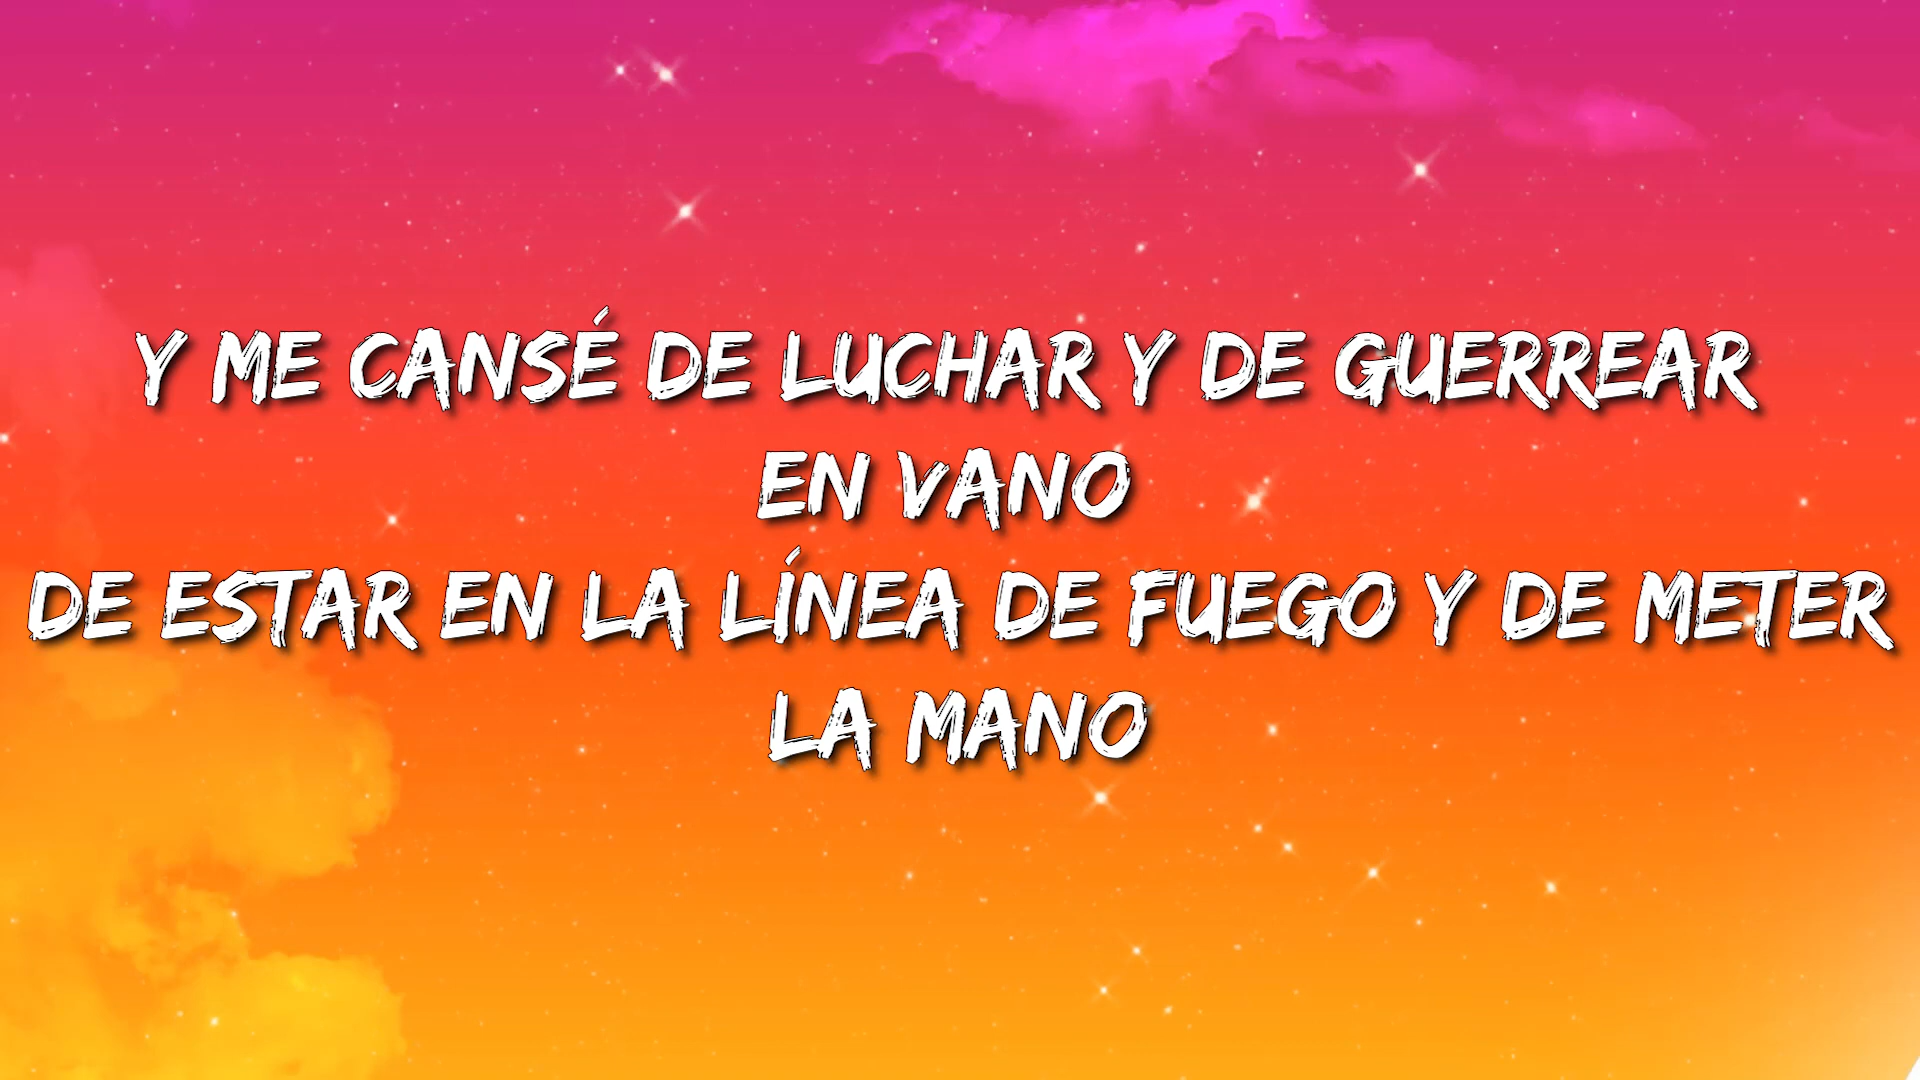 Y ME CANSÉ DE LUCHAR Y DE GUERREAR
EN VANO
DE ESTAR EN LA LÍNEA DE FUEGO Y DE METER
LA MANO